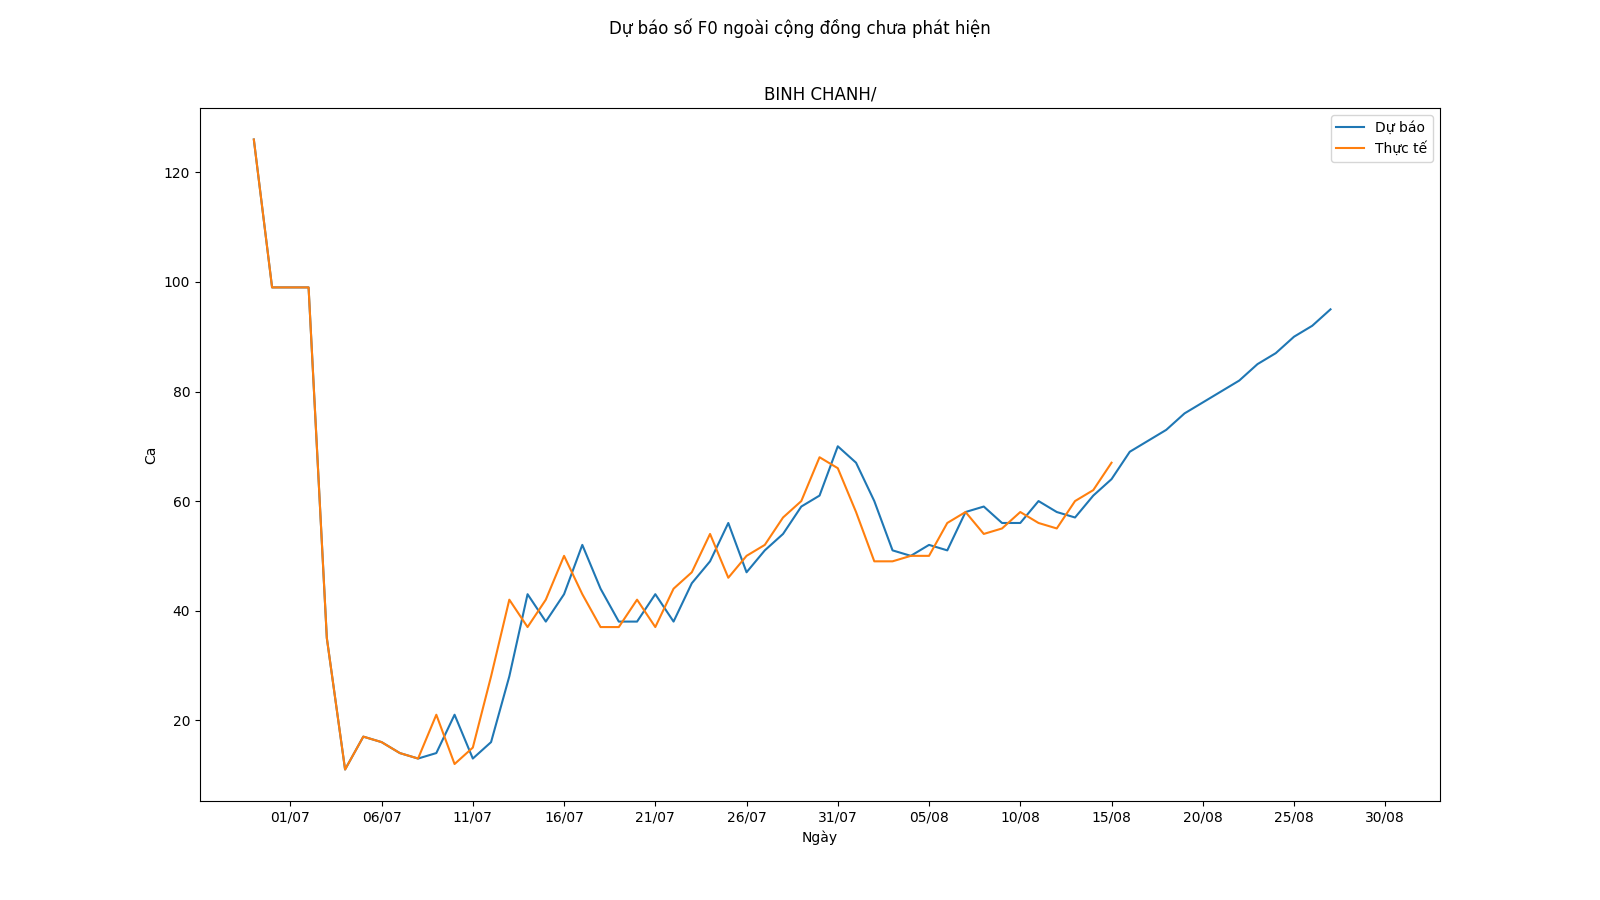 Dự báo số F0 ngoài cộng đồng chưa phát hiện
BINH CHANH/
Dự báo
Thực tế
120
100
80
60
40
20
Ca
01/07 06/07 11/07 16/07 21/07 26/07 31/07 05/08 10/08 15/08 20/08 25/08 30/08
Ngày